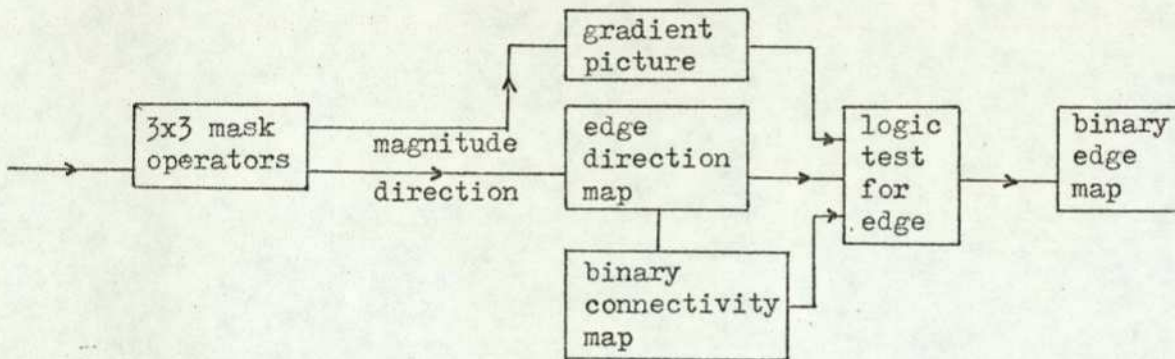 3x3 mask
operators
magnitude
direction
gradient
picture
edge
direction
map
binary
connectivity
map
logic
test
for
edge
binary
edge
map